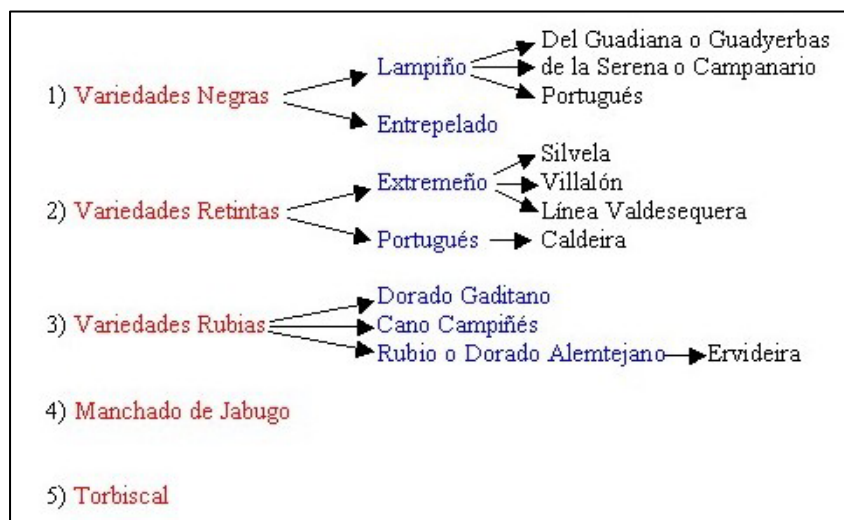 Del Guadiana o Guadyerbas
Lampiño
de la Serena o Campanario
1) Variedades Negras
Portugués
Entrepelado
Silvela
Extremeño
Villalón
2) Variedades Retintas
Línea Valdesequera
Portugués
Caldeira
Dorado Gaditano
3) Variedades Rubias
Cano Campiñés
Rubio o Dorado Alemtejano
Ervideira
4) Manchado de Jabugo
5) Torbiscal